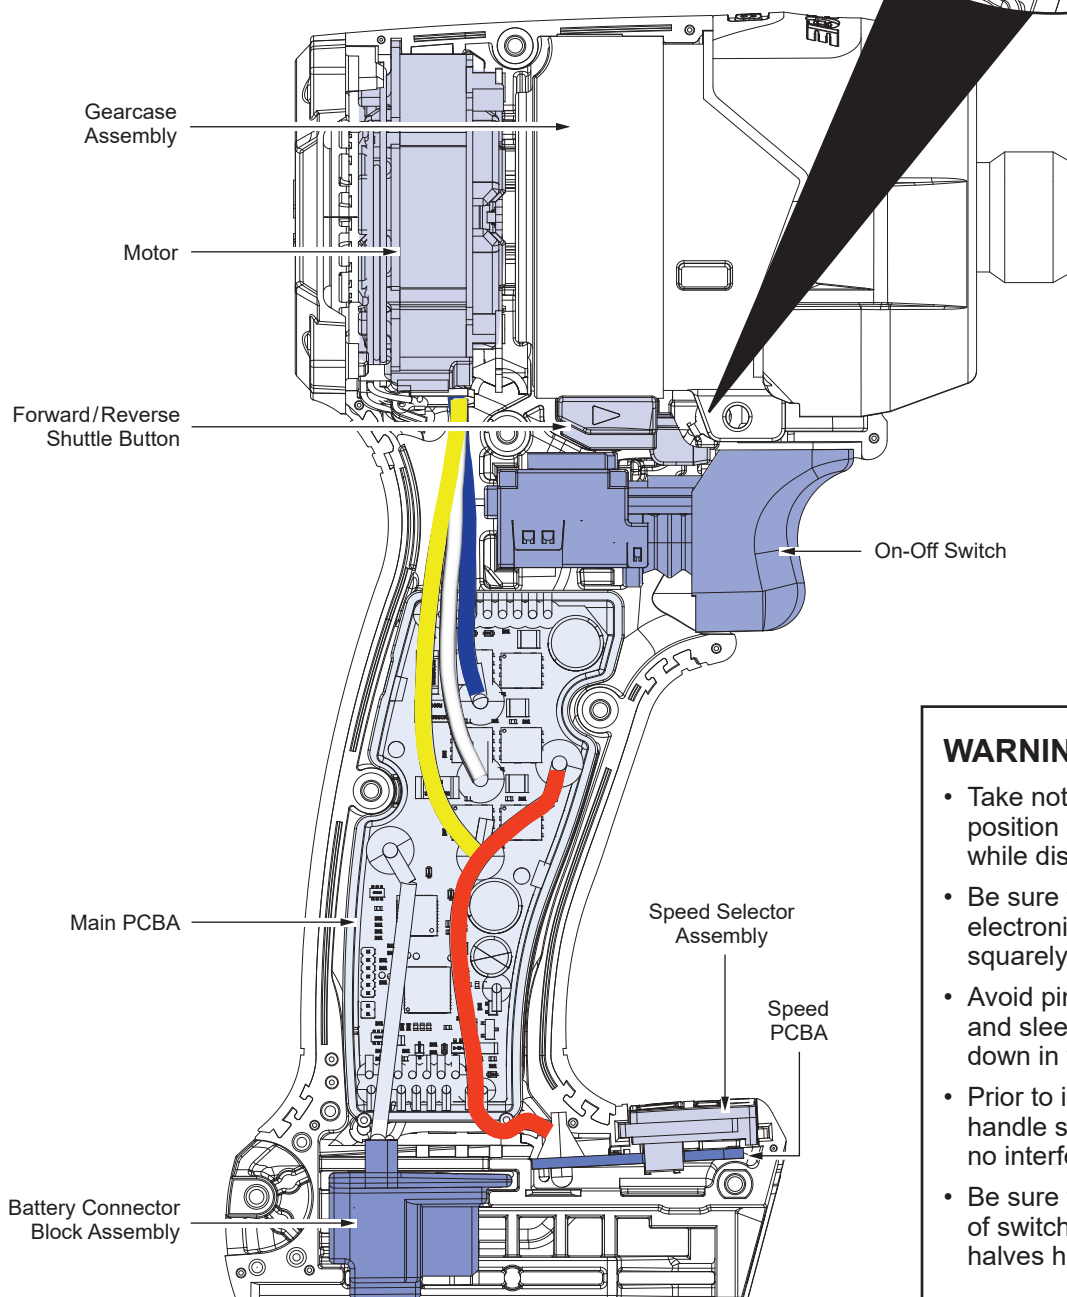 Gearcase
Assembly
Motor
Forward/Reverse
Shuttle Button
On-Off Switch
Main PCBA
Speed Selector
Assembly
Speed
PCBA
Battery Connector
Block Assembly
WARNIN
• Take not
position
while dis
• Be sure
electroni
squarely
• Avoid pin
and slee
down in
• Prior to i
handle s
no interfe
• Be sure
of switch
halves h